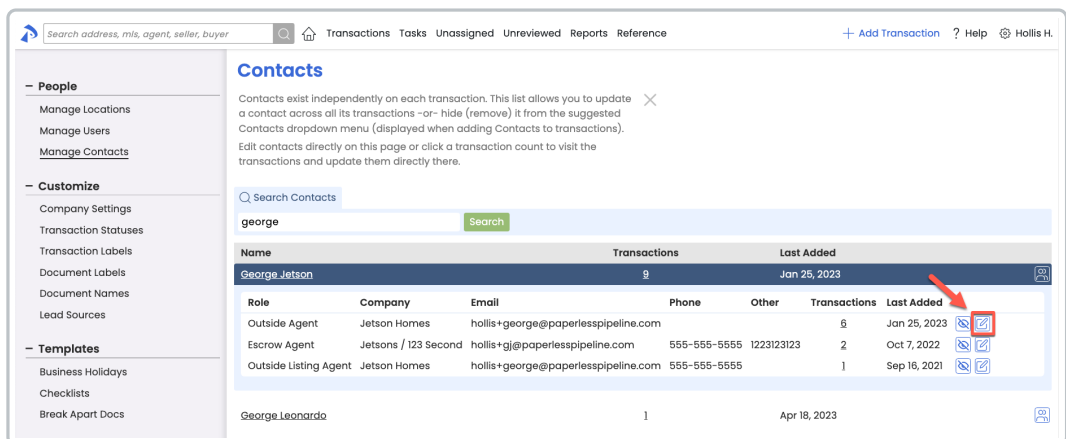 Search address, mls, agent, seller, buyer
Transactions Tasks Unassigned Unreviewed Reports Reference
+ Add Transaction ? Help Hollis H.
– People
Manage Locations
Manage Users
Manage Contacts
– Customize
Company Settings
Transaction Statuses
Transaction Labels
Document Labels
Document Names
Lead Sources
– Templates
Business Holidays
Checklists
Break Apart Docs
Contacts
Contacts exist independently on each transaction. This list allows you to update
a contact across all its transactions -or- hide (remove) it from the suggested
Contacts dropdown menu (displayed when adding Contacts to transactions).
Edit contacts directly on this page or click a transaction count to visit the
transactions and update them directly there.
Search Contacts
george Search
Name Transactions Last Added
George Jetson 9 Jan 25, 2023
Role Company Email Phone Other Transactions Last Added
Outside Agent Jetson Homes hollis+george@paperlesspipeline.com 6 Jan 25, 2023
Escrow Agent Jetsons / 123 Second hollis+gj@paperlesspipeline.com 555-555-5555 1223123123 2 Oct 7, 2022
Outside Listing Agent Jetson Homes hollis+george@paperlesspipeline.com 555-555-5555 1 Sep 16, 2021
George Leonardo 1 Apr 18, 2023